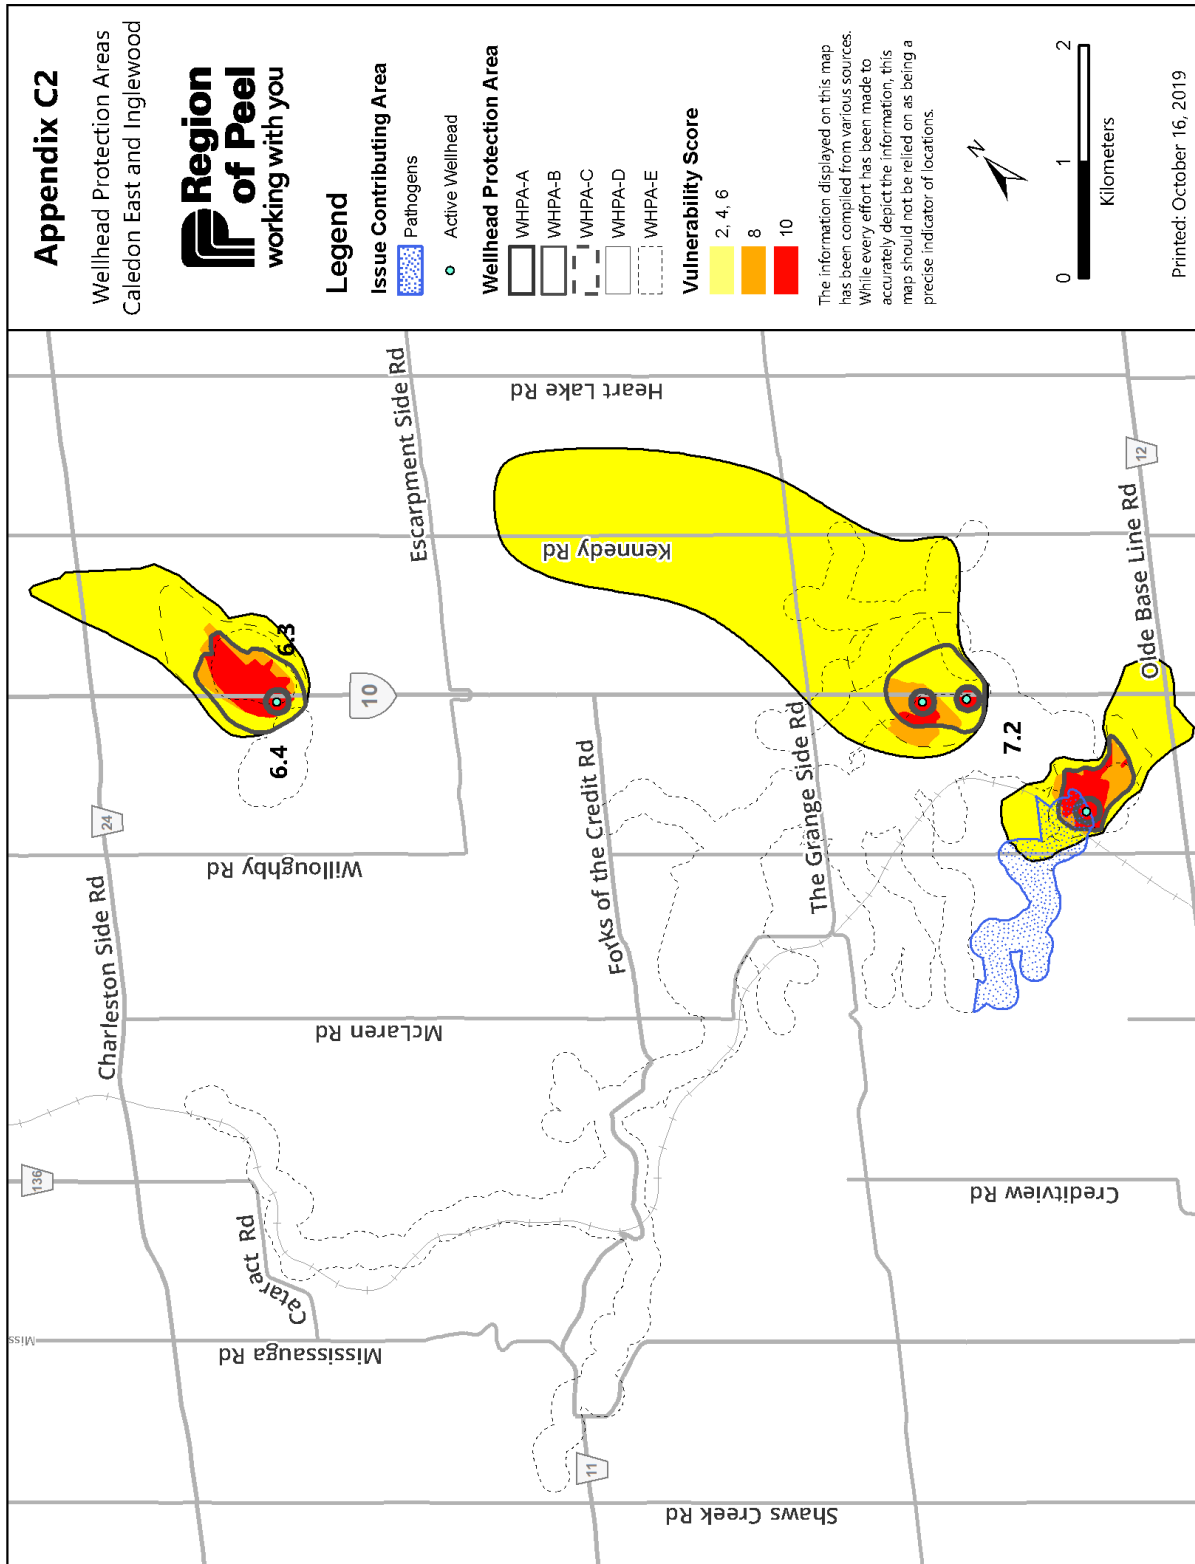 Appendix C2
Wellhead Protection Areas
Caledon East and Inglewood
Region
of Peel
working with you
Legend
Issue Contributing Area
Pathogens
Active Wellhead
Wellhead Protection Area
WHPA-A
WHPA-B
WHPA-C
WHPA-D
WHPA-E
Vulnerability Score
2, 4, 6
8
10
The information displayed on this map
has been compiled from various sources.
While every effort has been made to
accurately depict the information, this
map should not be relied on as being a
precise indicator of locations.
N
0 1 2
Kilometers
Printed: October 16, 2019
Heart Lake Rd
Escarpment Side Rd
Kennedy Rd
12
Olde Base Line Rd
6.3
6.4
10
7.2
The Grange Side Rd
Forks of the Credit Rd
24
Willoughby Rd
Charleston Side Rd
McLaren Rd
136
Cataract Rd
Creditview Rd
Miss
Mississauga Rd
11
Shaws Creek Rd